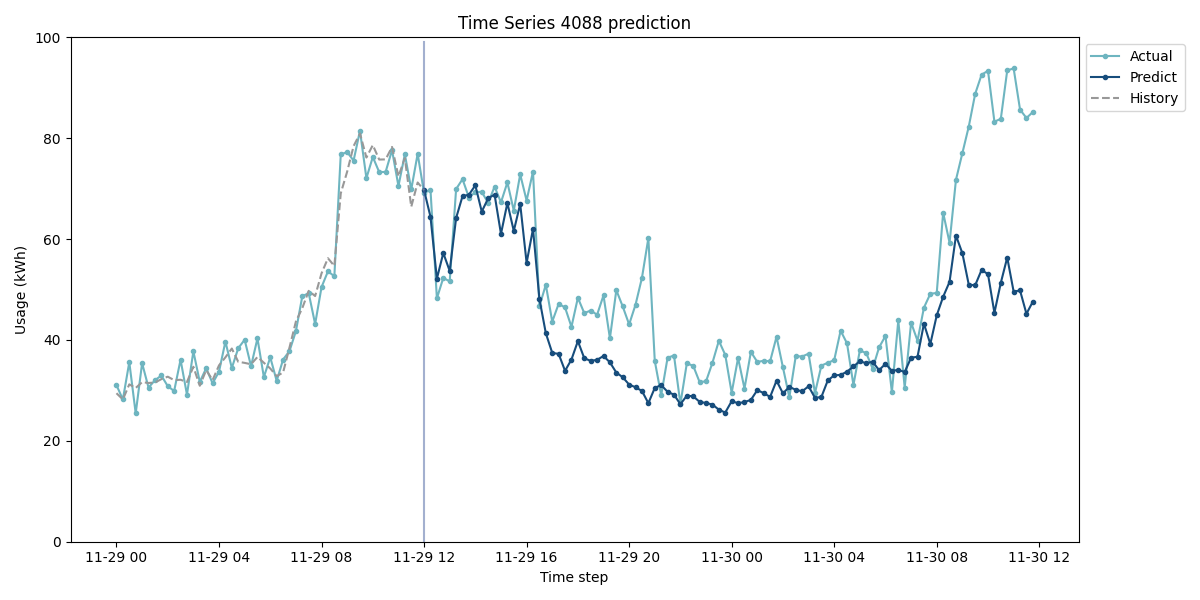 Time Series 4088 prediction
100
80
60
40
20
0
Usage (kWh)
11-29 00
11-29 04
11-29 08
11-29 12
11-29 16
11-29 20
11-30 00
11-30 04
11-30 08
11-30 12
Time step
Actual
Predict
History